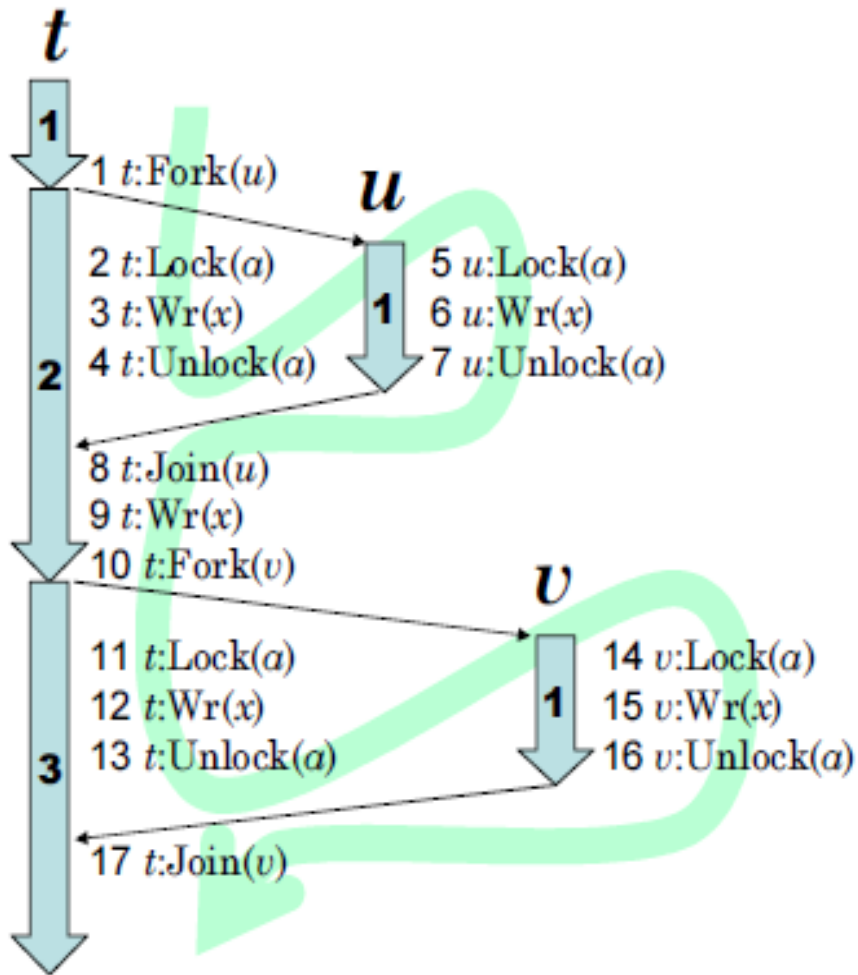 t
1
1 t:Fork(u)
u
2 t:Lock(a)
3 t:Wr(x)
4 t:Unlock(a)
2
1
5 u:Lock(a)
6 u:Wr(x)
7 u:Unlock(a)
8 t:Join(u)
9 t:Wr(x)
10 t:Fork(v)
v
11 t:Lock(a)
12 t:Wr(x)
13 t:Unlock(a)
3
1
14 v:Lock(a)
15 v:Wr(x)
16 v:Unlock(a)
17 t:Join(v)